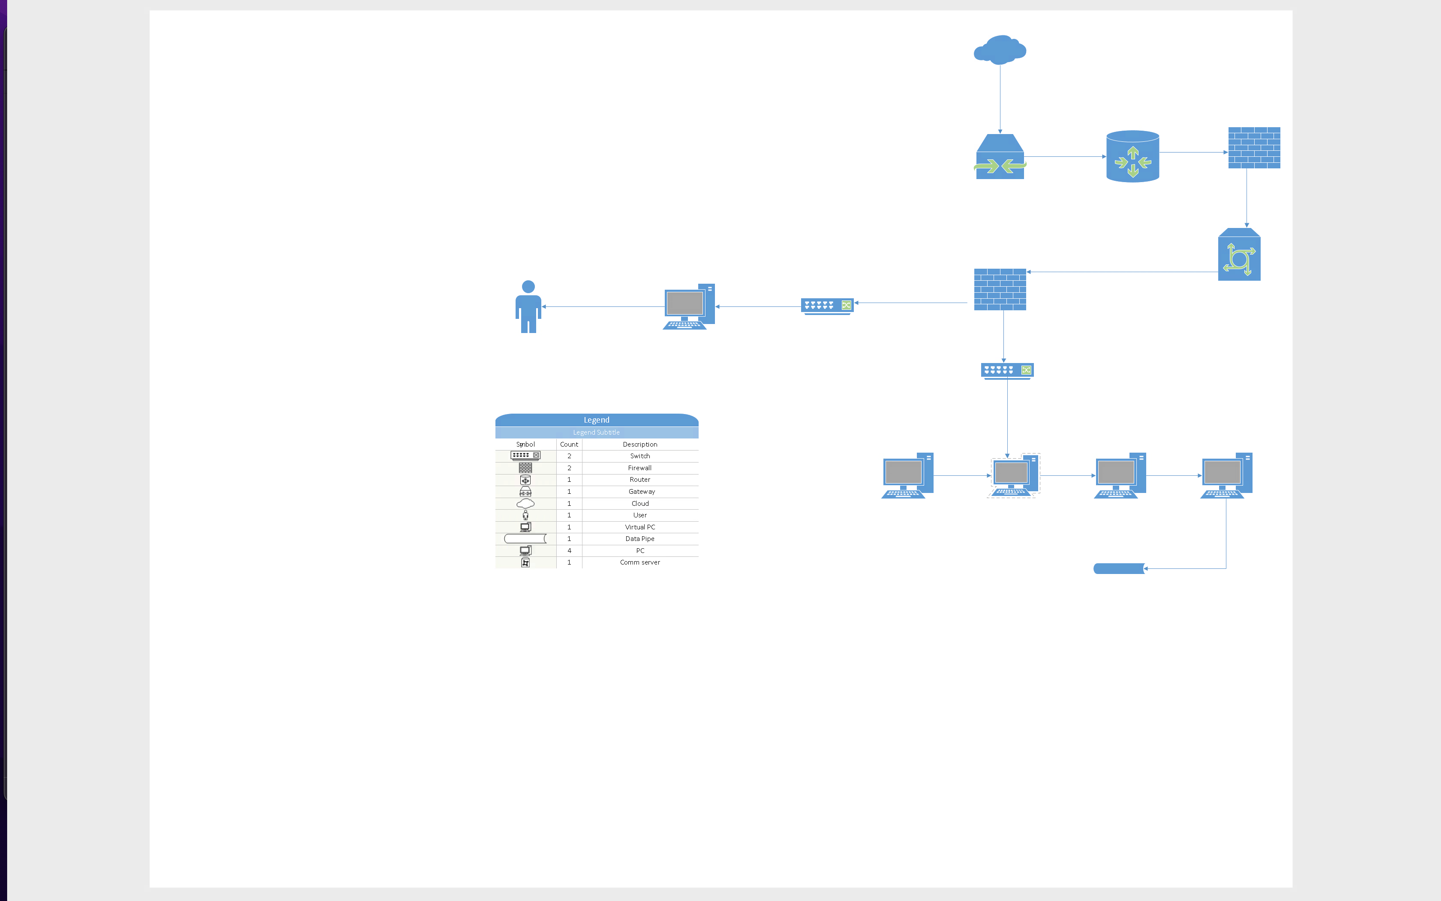 Legend
Legend Subtitle
Symbol Count Description
2 Switch
2 Firewall
1 Router
1 Gateway
1 Cloud
1 User
1 Virtual PC
1 Data Pipe
4 PC
1 Comm server